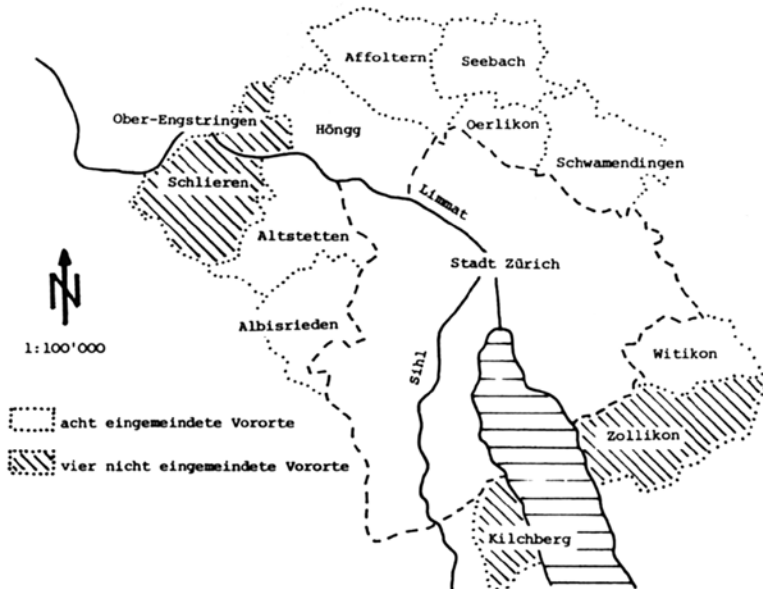 Affoltern
Seebach
Ober-Engstringen
Höngg
Oerlikon
Schwamendingen
Schlieren
Limmat
Altstetten
Stadt Zürich
N
Albisrieden
1:100'000
Sihl
Witikon
acht eingemeindete Vororte
Zollikon
vier nicht eingemeindete Vororte
Kilchberg